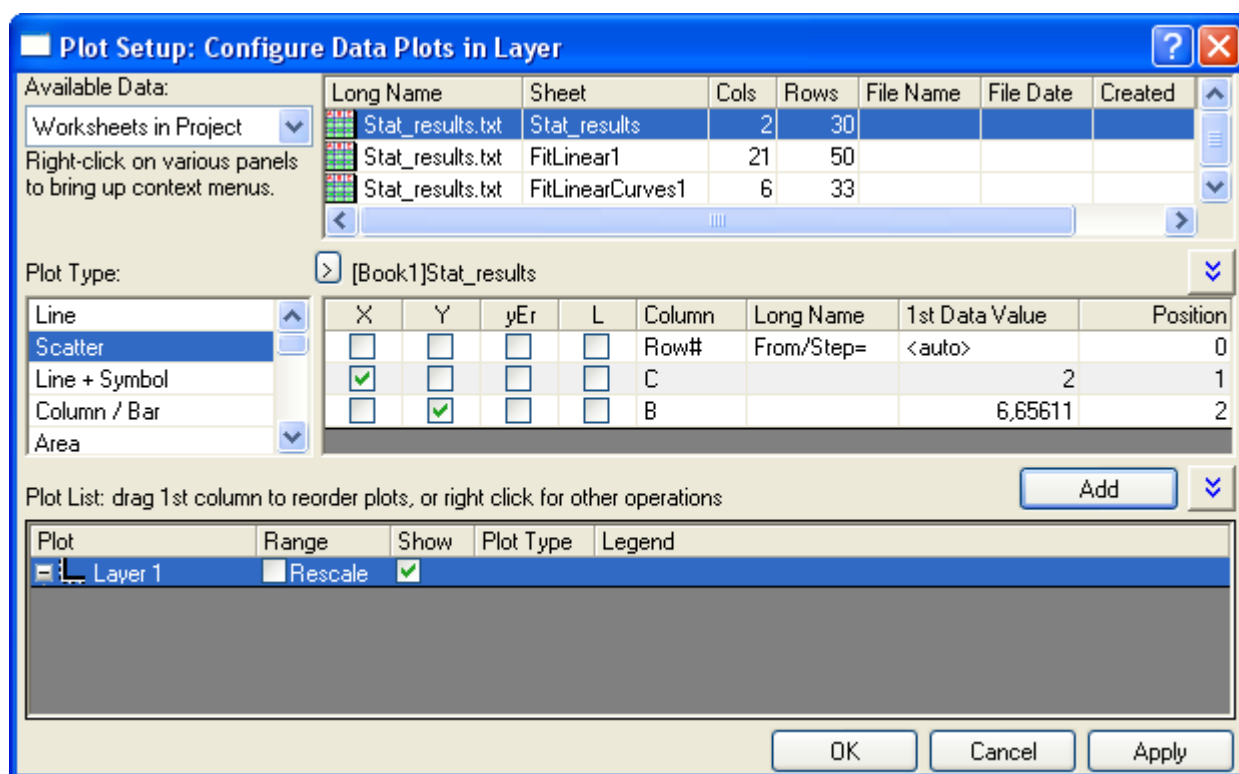 Plot Setup: Configure Data Plots in Layer
Available Data:
Worksheets in Project
Right-click on various panels
to bring up context menus.
Long Name Sheet Cols Rows File Name File Date Created
Stat_results.txt Stat_results 2 30
Stat_results.txt FitLinear1 21 50
Stat_results.txt FitLinearCurves1 6 33
Plot Type:
> [Book1]Stat_results
Line
Scatter
Line + Symbol
Column / Bar
Area
X Y yEr L Column Long Name 1st Data Value Position
Row# From/Step= <auto> 0
C 2 1
B 6,65611 2
Plot List: drag 1st column to reorder plots, or right click for other operations
Add
Plot Range Show Plot Type Legend
Layer 1 Rescale
OK Cancel Apply